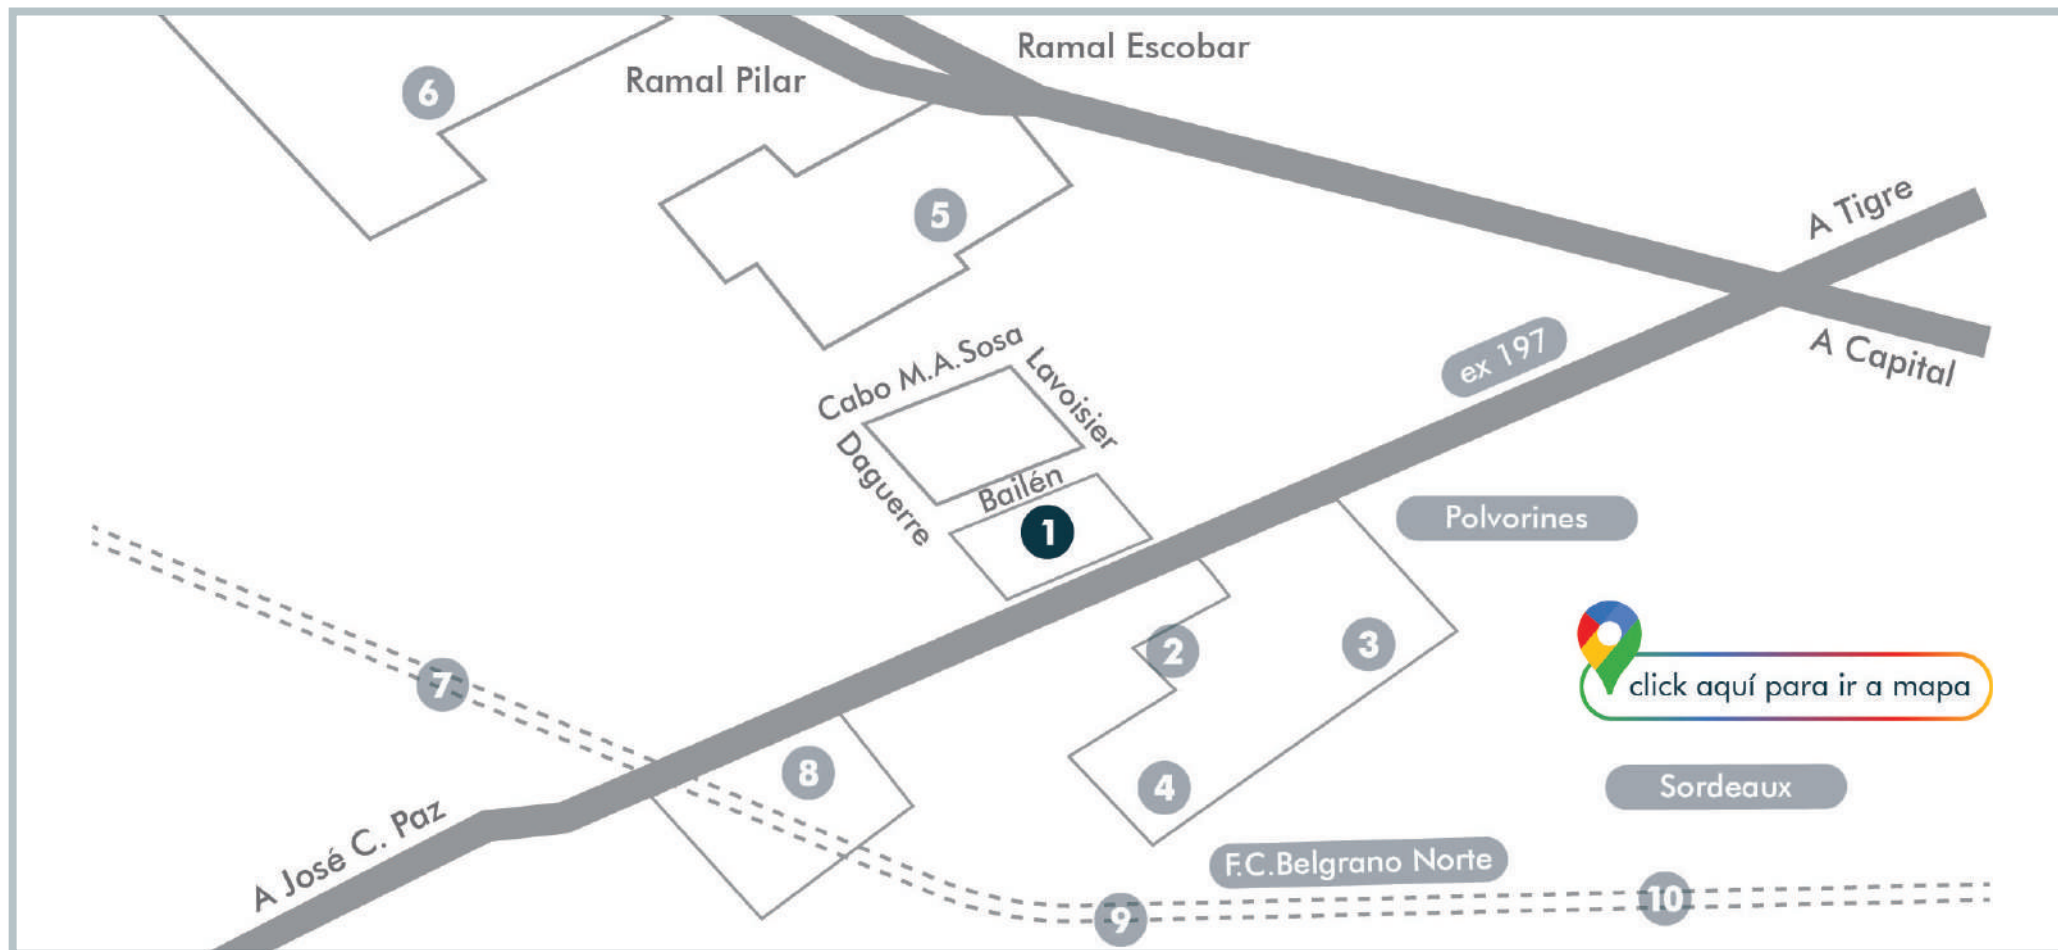 Ramal Escobar
Ramal Pilar
6
5
A Tigre
A Capital
ex 197
Cabo M.A.Sosa
Lavoisier
Daguerre
Bailén
1
Polvorines
2
3
7
click aquí para ir a mapa
8
4
Sordeaux
A José C. Paz
F.C.Belgrano Norte
9
10